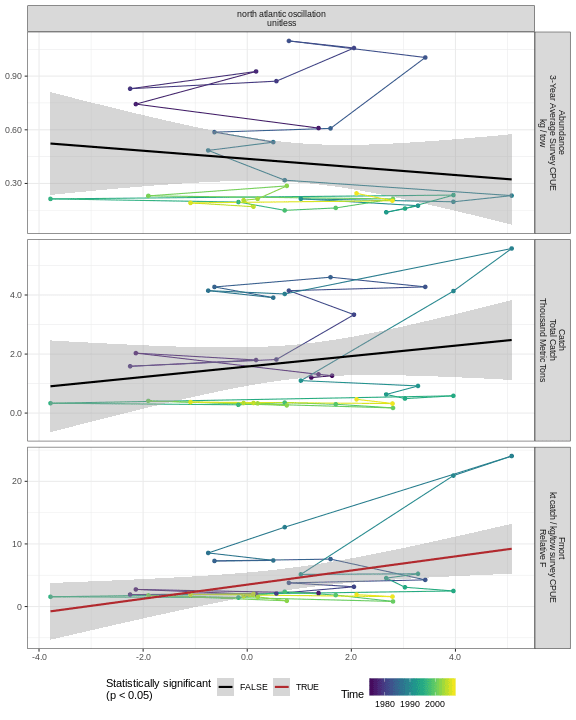 north atlantic oscillation
unitless
0.90
0.60
0.30
Abundance
3-Year Average Survey CPUE
kg / tow
4.0
2.0
0.0
Catch
Total Catch
Thousand Metric Tons
20
10
0
Fmort
kt catch / kg/tow survey CPUE
Relative F
-4.0 -2.0 0.0 2.0 4.0
Statistically significant
(p < 0.05)
FALSE TRUE
Time
1980 1990 2000